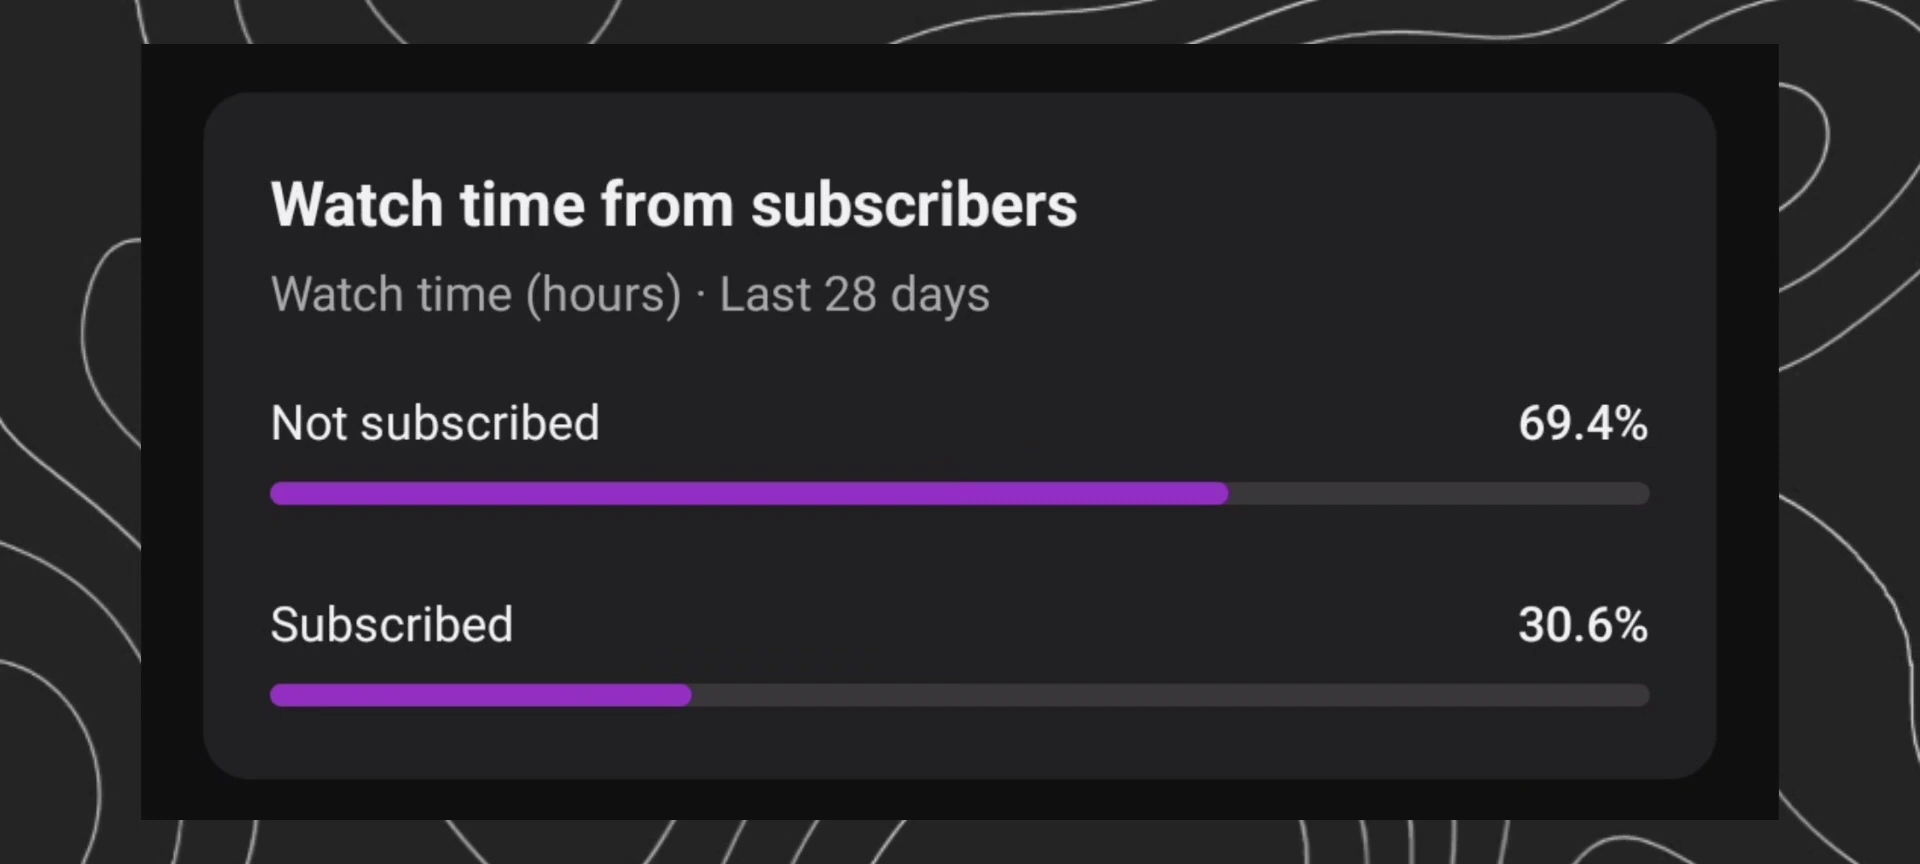 Watch time from subscribers
Watch time (hours) · Last 28 days
Not subscribed 69.4%
Subscribed 30.6%